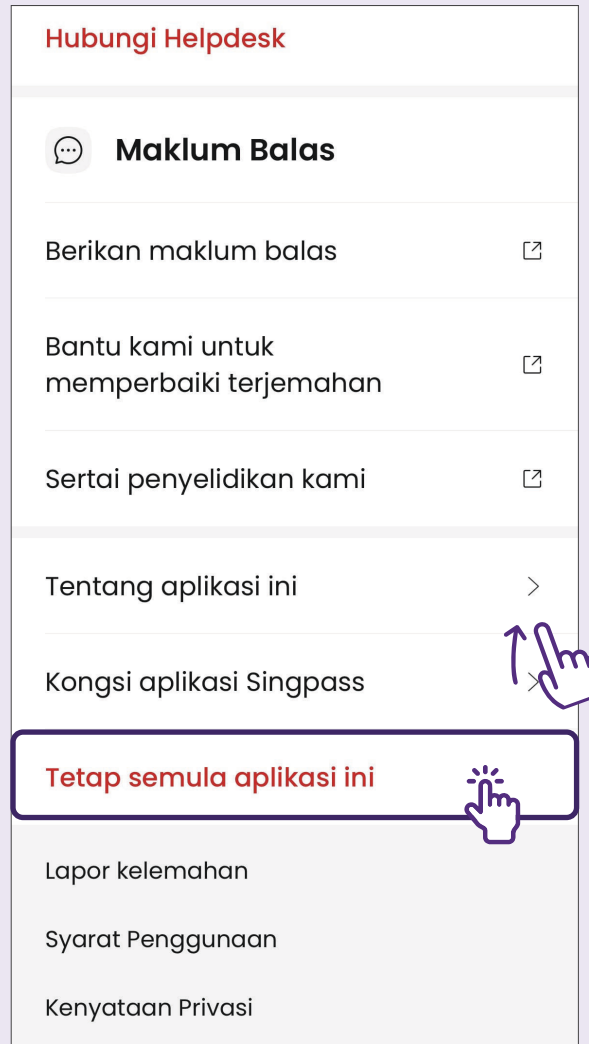 Hubungi Helpdesk
Maklum Balas
Berikan maklum balas
Bantu kami untuk
memperbaiki terjemahan
Sertai penyelidikan kami
Tentang aplikasi ini
Kongsi aplikasi Singpass
Tetap semula aplikasi ini
Lapor kelemahan
Syarat Penggunaan
Kenyataan Privasi